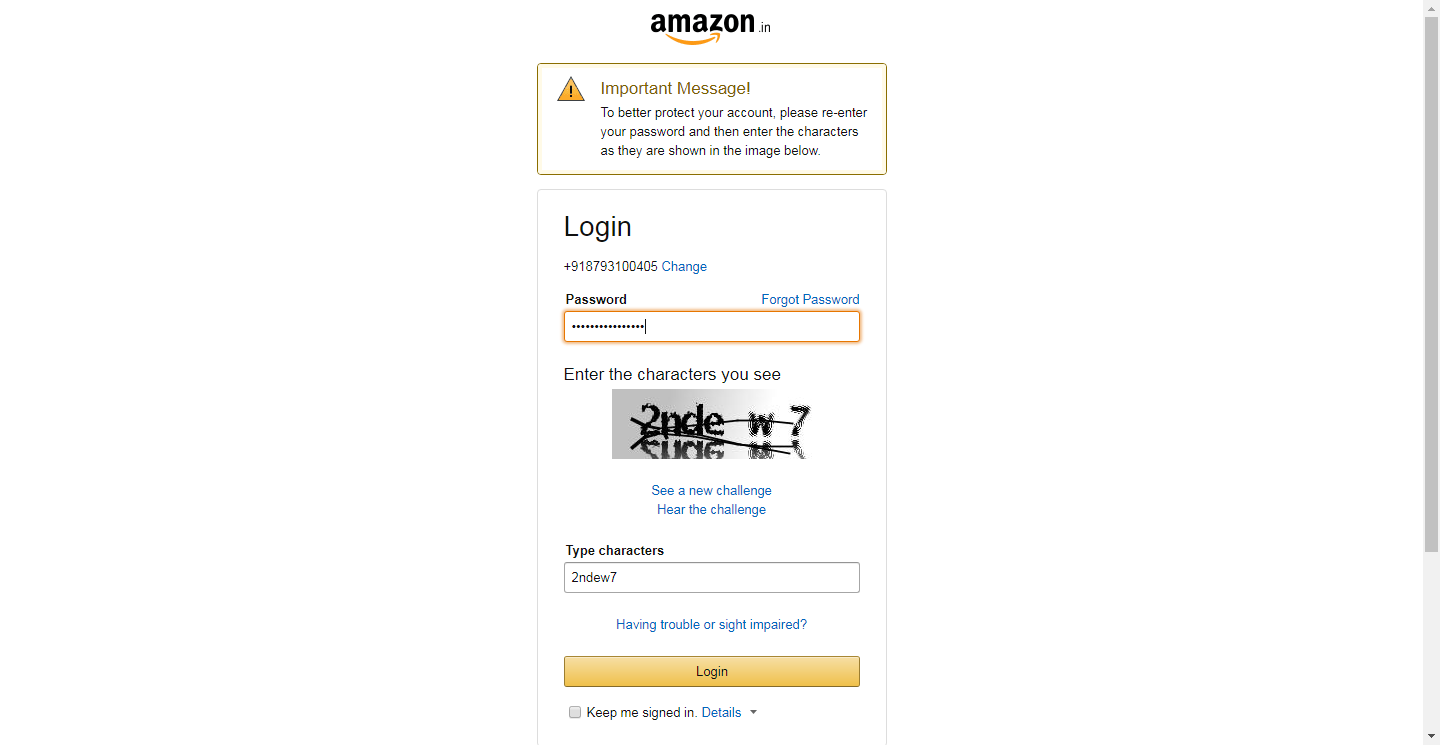 amazon.in
Important Message!
To better protect your account, please re-enter
your password and then enter the characters
as they are shown in the image below.
Login
+918793100405 Change
Password Forgot Password
••••••••••••••••
Enter the characters you see
2nde w 7
See a new challenge
Hear the challenge
Type characters
2ndew7
Having trouble or sight impaired?
Login
Keep me signed in. Details